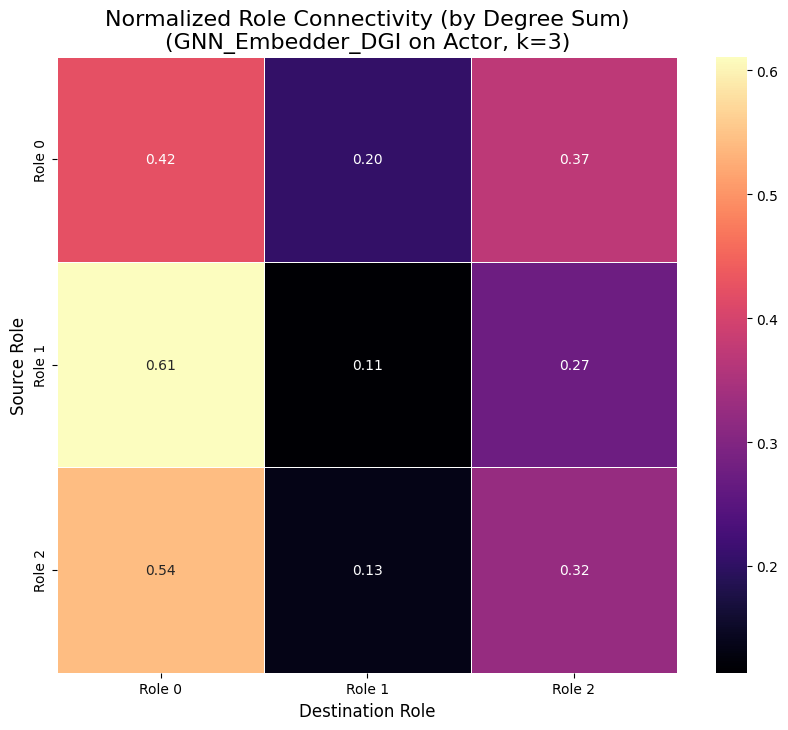 Normalized Role Connectivity (by Degree Sum)
(GNN_Embedder_DGI on Actor, k=3)
Source Role
Role 0
0.42 0.20 0.37
Role 1
0.61 0.11 0.27
Role 2
0.54 0.13 0.32
Role 0 Role 1 Role 2
Destination Role
0.6
0.5
0.4
0.3
0.2